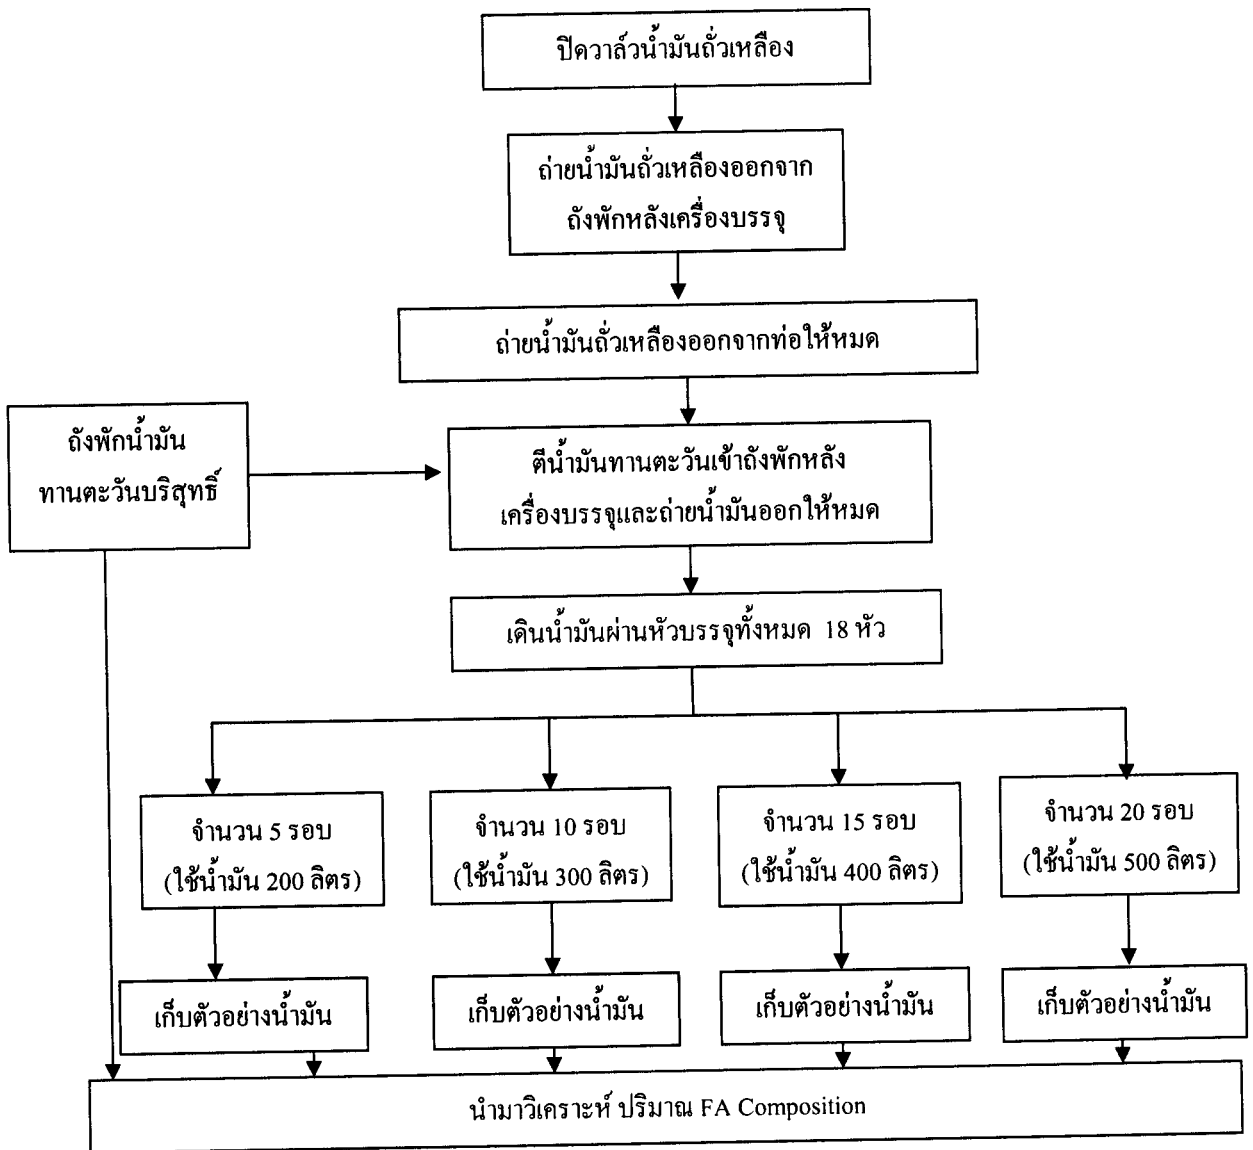 ปิควาล์วน้ำมันถั่วเหลือง
ถ่ายน้ำมันถั่วเหลืองออกจาก
ถังพักหลังเครื่องบรรจุ
ถ่ายน้ำมันถั่วเหลืองออกจากท่อให้หมด
ถังพักน้ำมัน
ทานตะวันบริสุทธิ์
ตีน้ำมันทานตะวันเข้าถังพักหลัง
เครื่องบรรจุและถ่ายน้ำมันออกให้หมด
เดินน้ำมันผ่านหัวบรรจุทั้งหมด 18 หัว
จำนวน 5 รอบ
(ใช้น้ำมัน 200 ลิตร)
จำนวน 10 รอบ
(ใช้น้ำมัน 300 ลิตร)
จำนวน 15 รอบ
(ใช้น้ำมัน 400 ลิตร)
จำนวน 20 รอบ
(ใช้น้ำมัน 500 ลิตร)
เก็บตัวอย่างน้ำมัน
เก็บตัวอย่างน้ำมัน
เก็บตัวอย่างน้ำมัน
เก็บตัวอย่างน้ำมัน
นำมาวิเคราะห์ ปริมาณ FA Composition